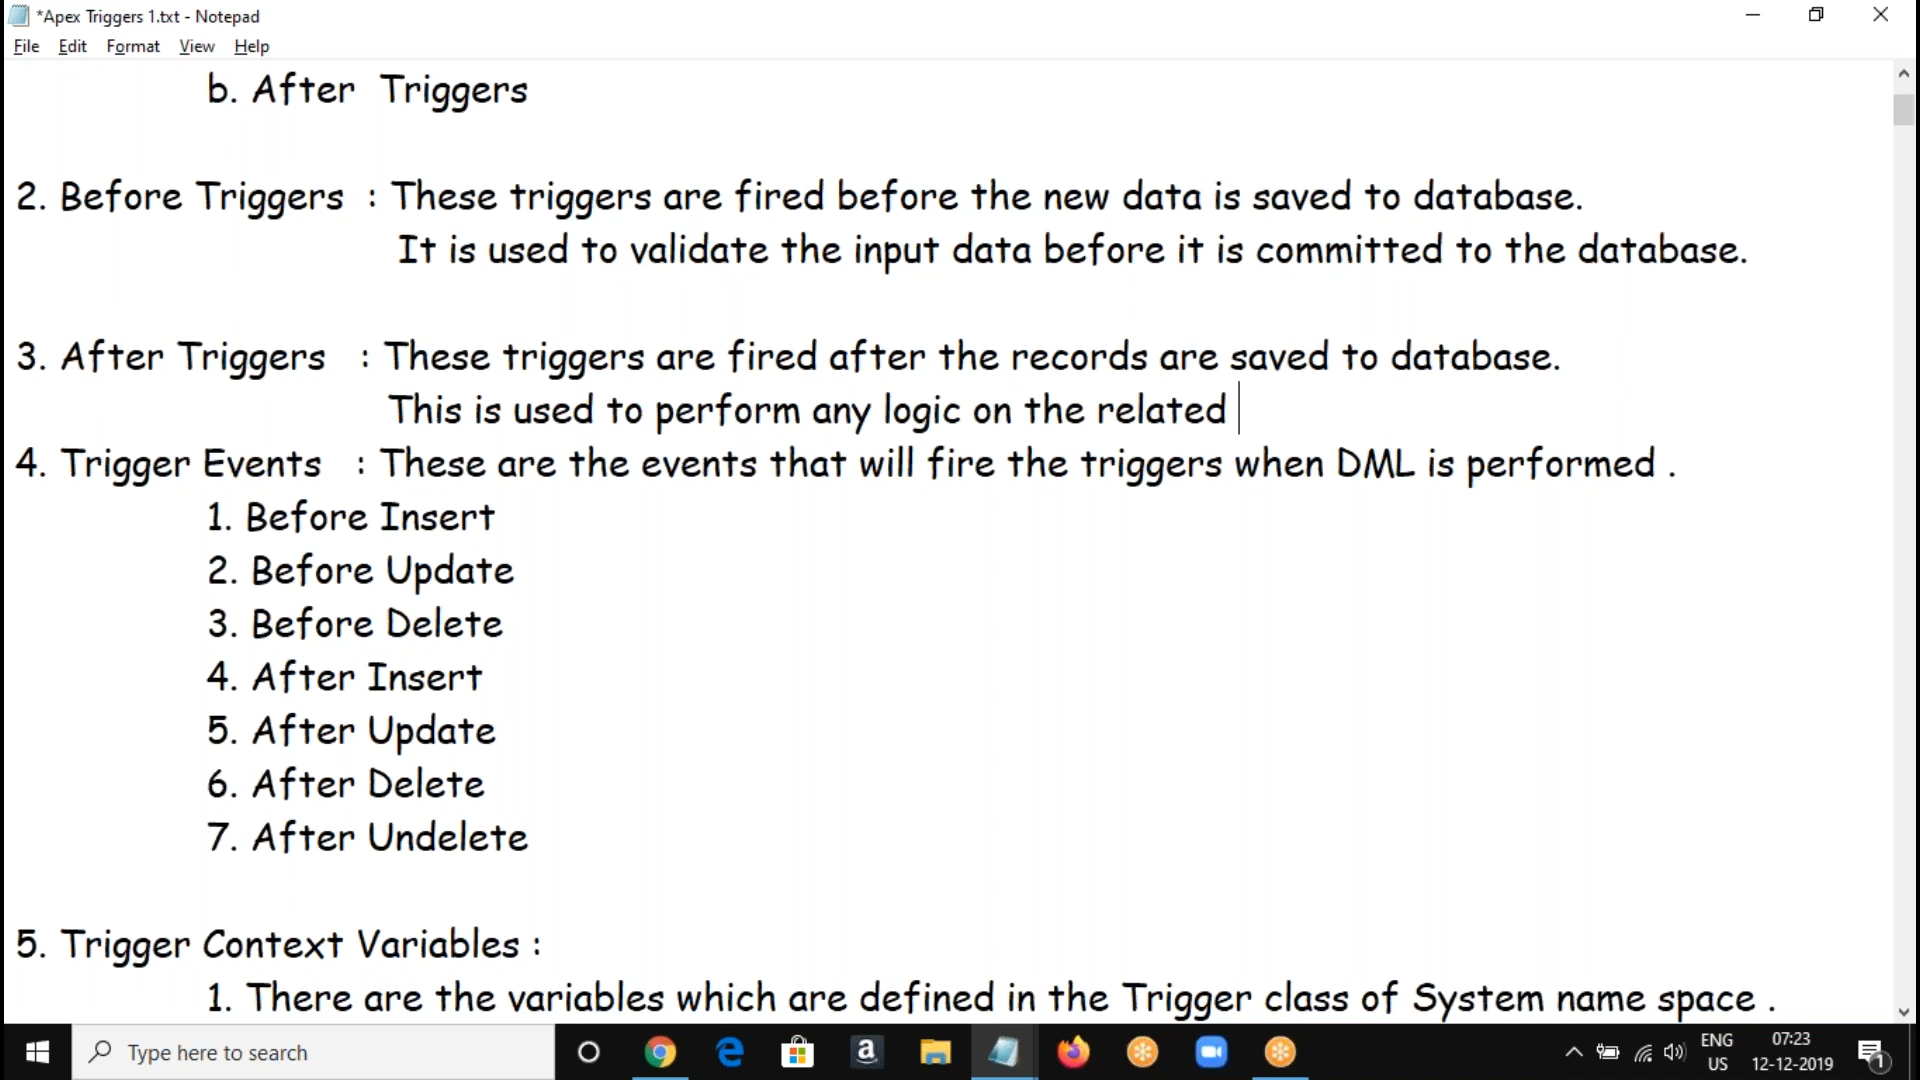 *Apex Triggers 1.txt - Notepad
File Edit Format View Help
b. After Triggers
2. Before Triggers : These triggers are fired before the new data is saved to database.
It is used to validate the input data before it is committed to the database.
3. After Triggers : These triggers are fired after the records are saved to database.
This is used to perform any logic on the related
4. Trigger Events : These are the events that will fire the triggers when DML is performed .
1. Before Insert
2. Before Update
3. Before Delete
4. After Insert
5. After Update
6. After Delete
7. After Undelete
5. Trigger Context Variables :
1. There are the variables which are defined in the Trigger class of System name space .
Type here to search
a
ENG
US
07:23
12-12-2019
1